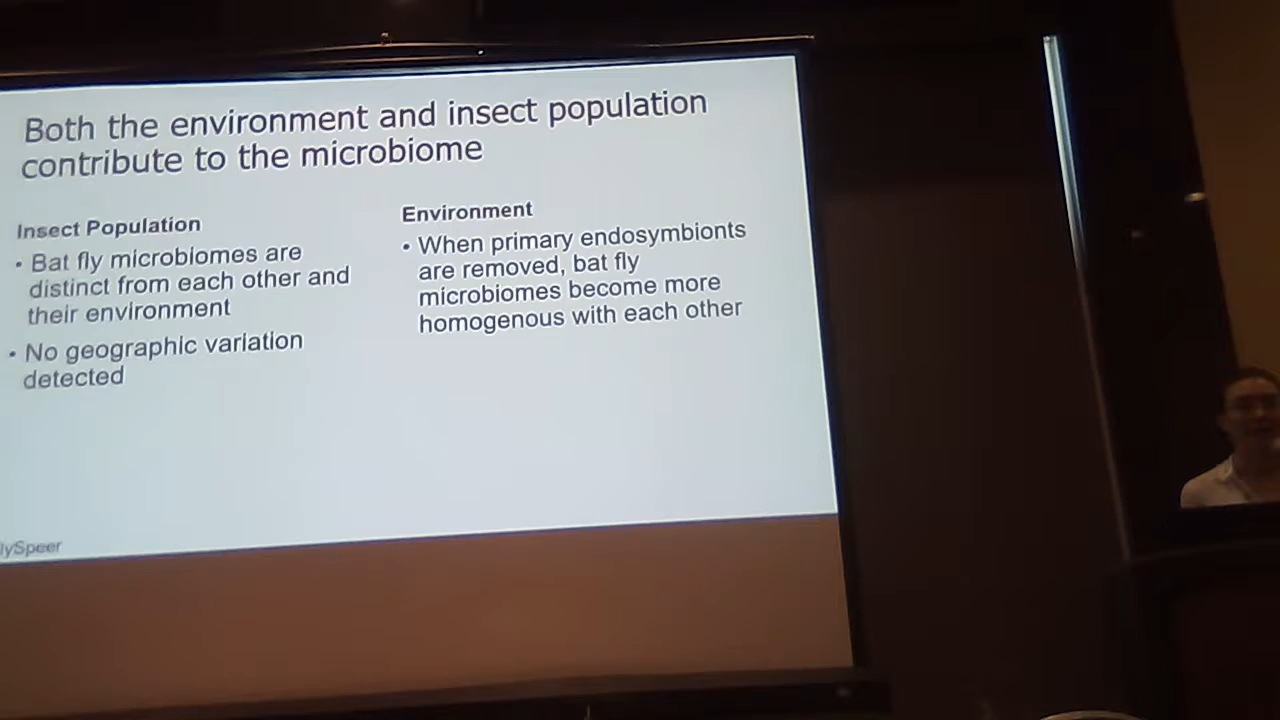 Both the environment and insect population
contribute to the microbiome
Insect Population
• Bat fly microbiomes are
distinct from each other and
their environment
• No geographic variation
detected
Environment
• When primary endosymbionts
are removed, bat fly
microbiomes become more
homogenous with each other
lySpeer